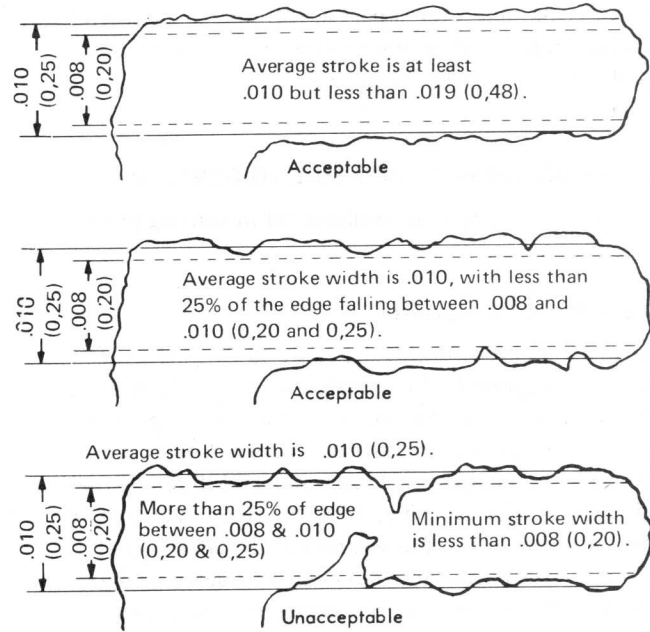 .010
(0,25)
.008
(0,20)
Average stroke is at least
.010 but less than .019 (0,48).
Acceptable
.010
(0,25)
.008
(0,20)
Average stroke width is .010, with less than
25% of the edge falling between .008 and
.010 (0,20 and 0,25).
Acceptable
Average stroke width is .010 (0,25).
.010
(0,25)
.008
(0,20)
More than 25% of edge
between .008 & .010
(0,20 & 0,25)
Minimum stroke width
is less than .008 (0,20).
Unacceptable